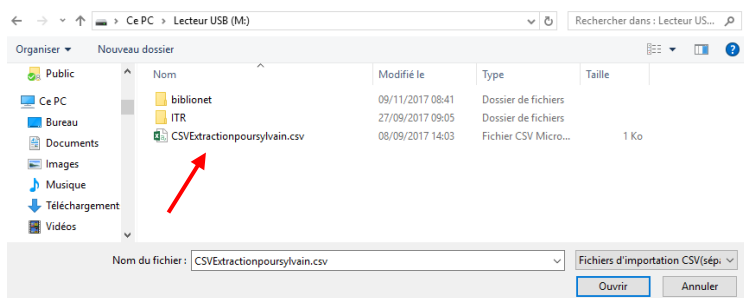 Ce PC › Lecteur USB (M:) Rechercher dans : Lecteur US...
Organiser Nouveau dossier
Public Nom Modifié le Type Taille
Ce PC biblionet 09/11/2017 08:41 Dossier de fichiers
Bureau ITR 27/09/2017 09:05 Dossier de fichiers
Documents CSVExtractionpoursylvain.csv 08/09/2017 14:03 Fichier CSV Micro... 1 Ko
Images
Musique
Téléchargement
Vidéos
Nom du fichier : CSVExtractionpoursylvain.csv Fichiers d'importation CSV(sép
Ouvrir Annuler